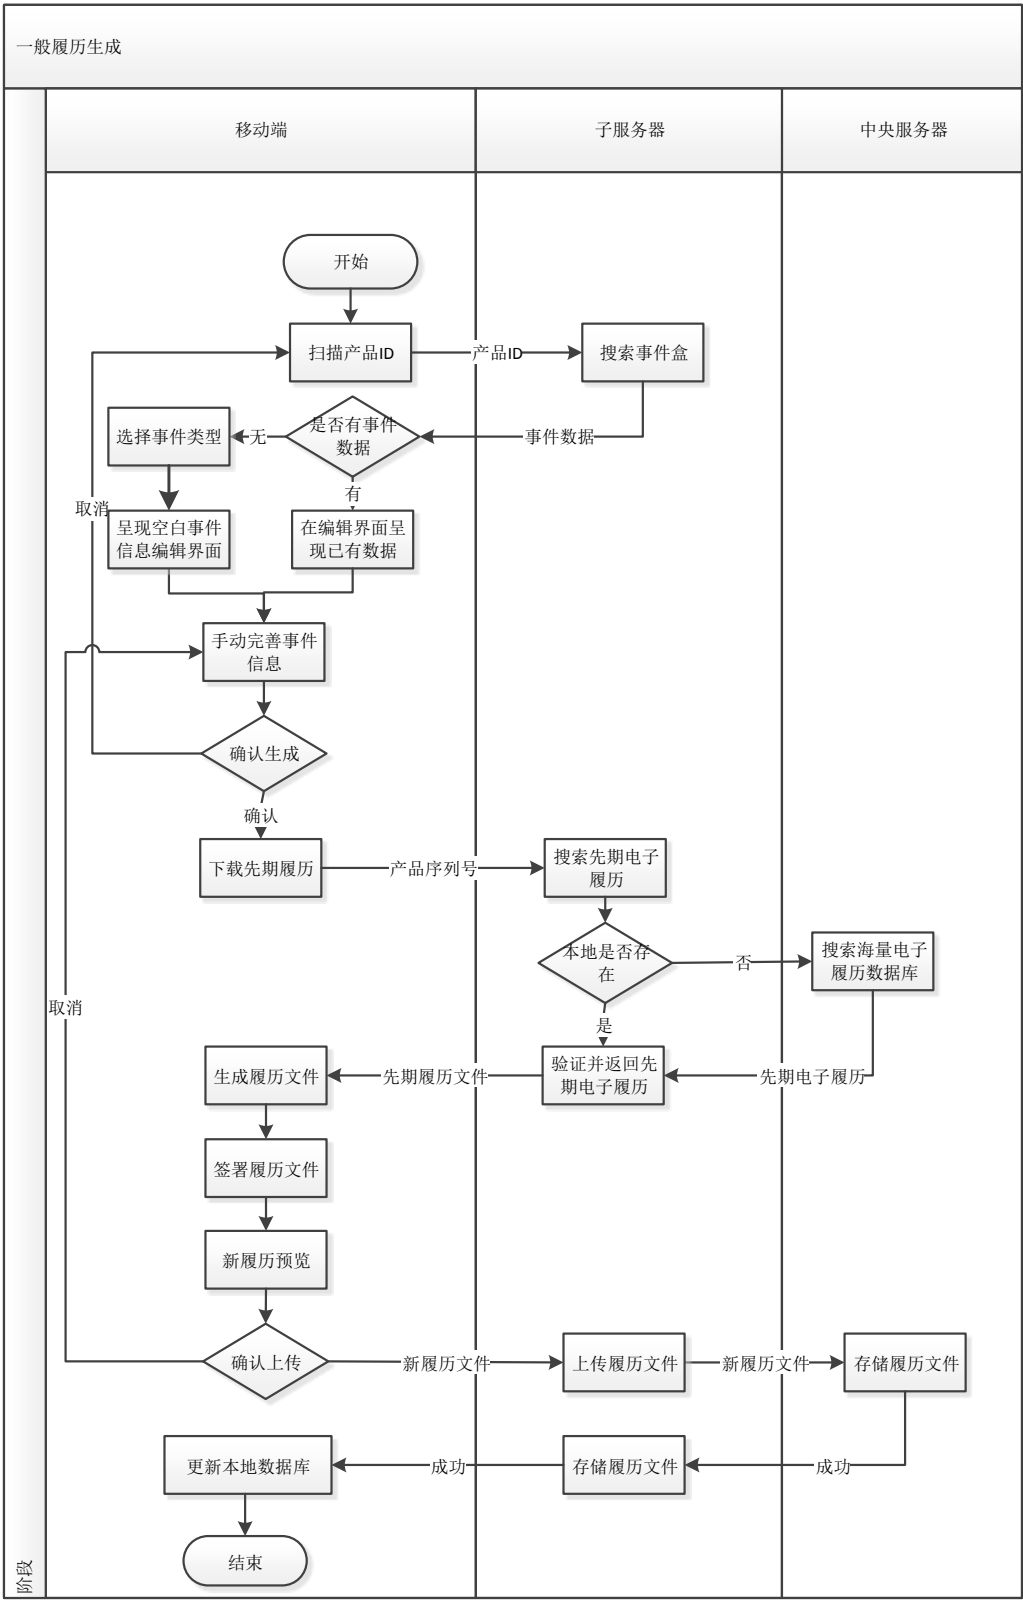 一般履历生成
移动端
子服务器
中央服务器
开始
扫描产品ID
产品ID
搜索事件盒
选择事件类型
无
是否有事件
数据
事件数据
有
取消
呈现空白事件
信息编辑界面
在编辑界面呈
现已有数据
手动完善事件
信息
确认生成
确认
下载先期履历
产品序列号
搜索先期电子
履历
本地是否存
在
否
搜索海量电子
履历数据库
取消
是
生成履历文件
先期履历文件
验证并返回先
期电子履历
先期电子履历
签署履历文件
新履历预览
确认上传
新履历文件
上传履历文件
新履历文件
存储履历文件
更新本地数据库
成功
存储履历文件
成功
结束
阶段